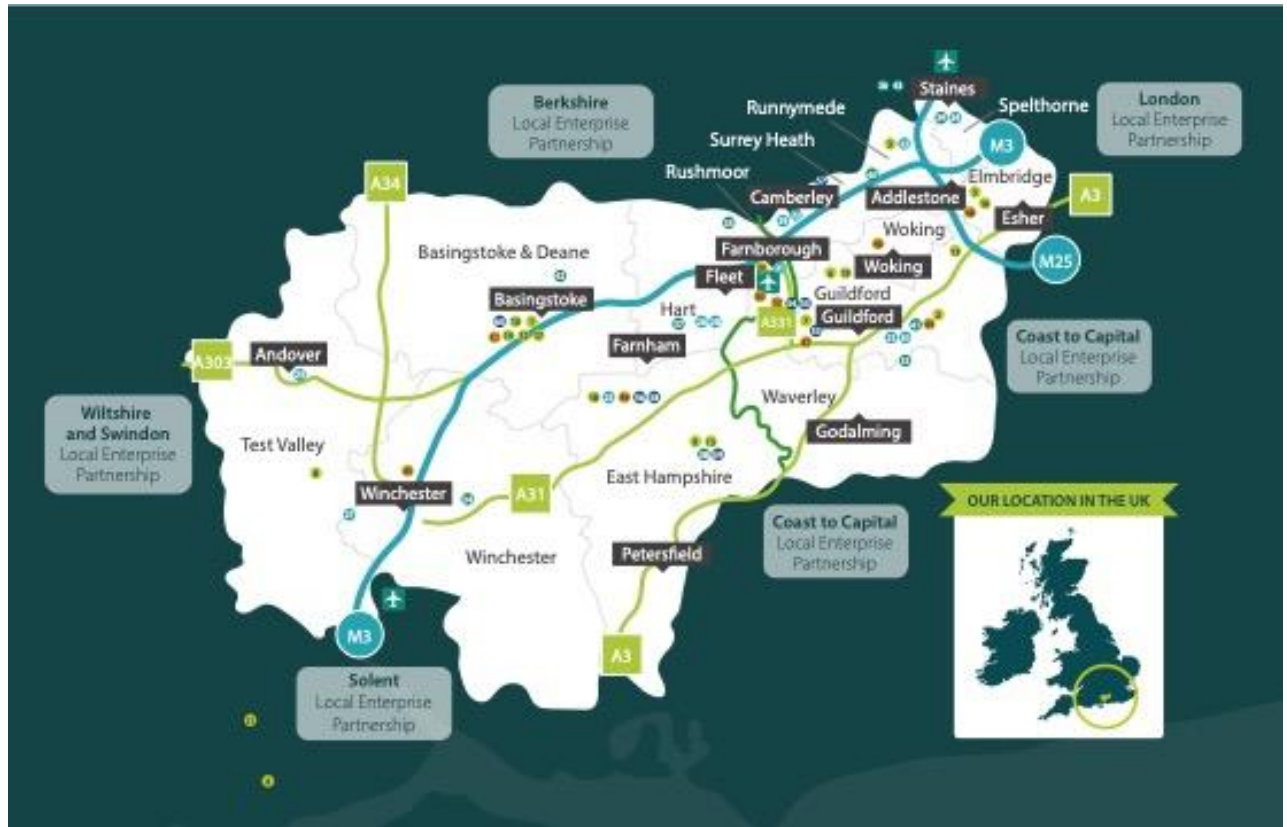 Staines
Berkshire
Local Enterprise
Partnership
Runnymede
Spelthorne
London
Local Enterprise
Partnership
Surrey Heath
M3
Rushmoor
Elmbridge
A34
Camberley
Addlestone
A3
Esher
Woking
Basingstoke & Deane
Farnborough
Woking
M25
Fleet
Basingstoke
Hart
Guildford
A331
Guildford
A303
Andover
Farnham
Coast to Capital
Local Enterprise
Partnership
Waverley
Wiltshire
and Swindon
Local Enterprise
Partnership
Godalming
Test Valley
East Hampshire
Winchester
A31
OUR LOCATION IN THE UK
Coast to Capital
Local Enterprise
Partnership
Winchester
Petersfield
M3
A3
Solent
Local Enterprise
Partnership